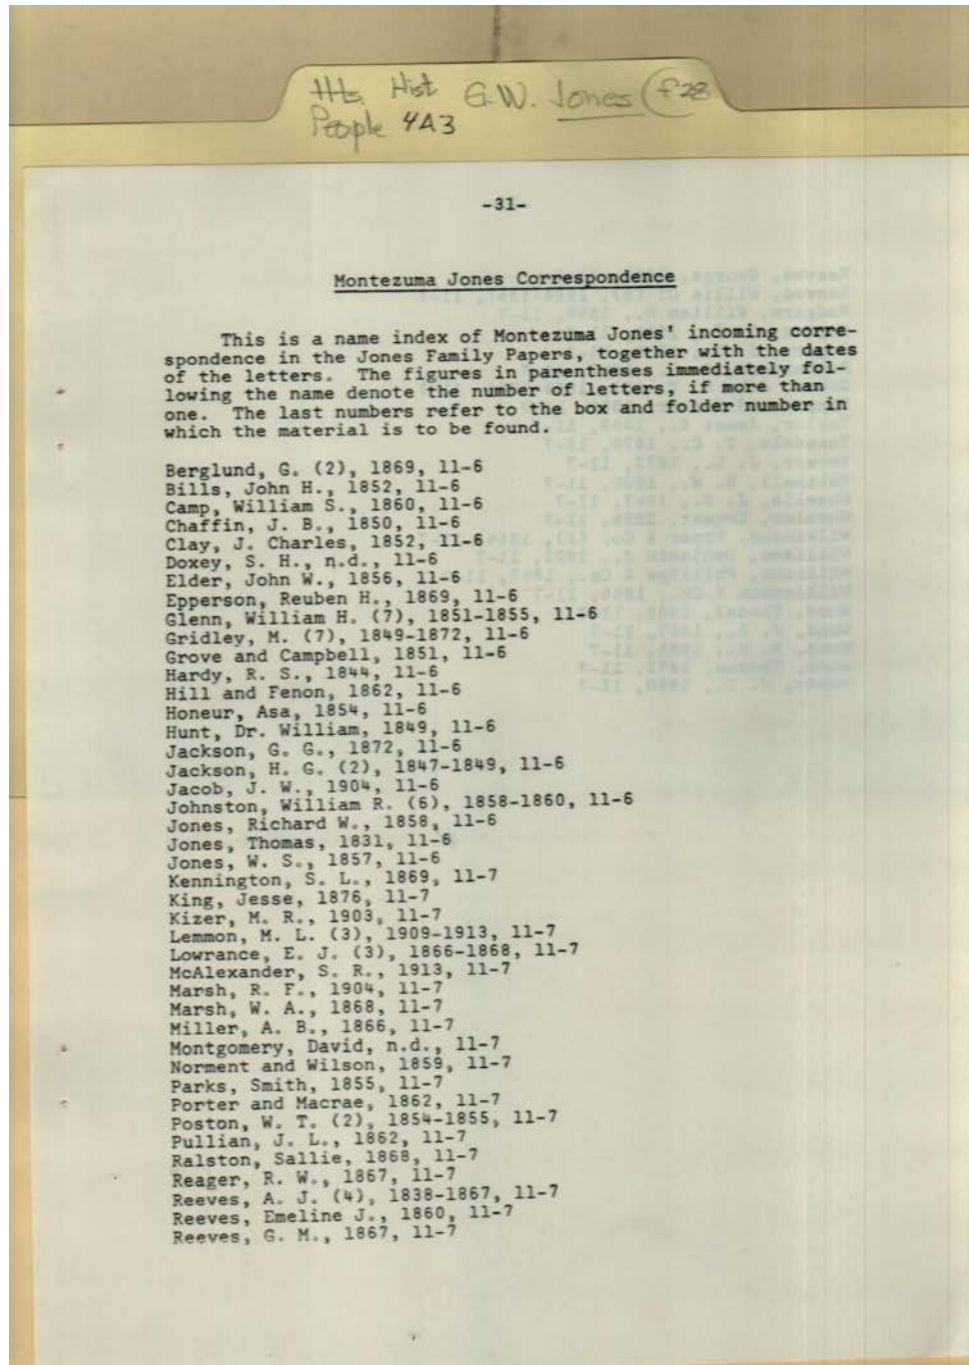 Hts. Hist G.W. Jones (f28
People 4A3
-31-
Montezuma Jones Correspondence
This is a name index of Montezuma Jones' incoming corre-
spondence in the Jones Family Papers, together with the dates
of the letters. The figures in parentheses immediately fol-
lowing the name denote the number of letters, if more than
one. The last numbers refer to the box and folder number in
which the material is to be found.
Berglund, G. (2), 1869, 11-6
Bills, John H., 1852, 11-6
Camp, William S., 1860, 11-6
Chaffin, J. B., 1850, 11-6
Clay, J. Charles, 1852, 11-6
Doxey, S. H., n.d., 11-6
Elder, John W., 1856, 11-6
Epperson, Reuben H., 1869, 11-6
Glenn, William H. (7), 1851-1855, 11-6
Gridley, M. (7), 1849-1872, 11-6
Grove and Campbell, 1851, 11-6
Hardy, R. S., 1844, 11-6
Hill and Fenon, 1862, 11-6
Honeur, Asa, 1854, 11-6
Hunt, Dr. William, 1849, 11-6
Jackson, G. G., 1872, 11-6
Jackson, H. G. (2), 1847-1849, 11-6
Jacob, J. W., 1904, 11-6
Johnston, William R. (6), 1858-1860, 11-6
Jones, Richard W., 1858, 11-6
Jones, Thomas, 1831, 11-6
Jones, W. S., 1857, 11-6
Kennington, S. L., 1869, 11-7
King, Jesse, 1876, 11-7
Kizer, M. R., 1903, 11-7
Lemmon, M. L. (3), 1909-1913, 11-7
Lowrance, E. J. (3), 1866-1868, 11-7
McAlexander, S. R., 1913, 11-7
Marsh, R. F., 1904, 11-7
Marsh, W. A., 1868, 11-7
Miller, A. B., 1866, 11-7
Montgomery, David, n.d., 11-7
Norment and Wilson, 1859, 11-7
Parks, Smith, 1855, 11-7
Porter and Macrae, 1862, 11-7
Poston, W. T. (2), 1854-1855, 11-7
Pullian, J. L., 1862, 11-7
Ralston, Sallie, 1868, 11-7
Reager, R. W., 1867, 11-7
Reeves, A. J. (4), 1838-1867, 11-7
Reeves, Emeline J., 1860, 11-7
Reeves, G. M., 1867, 11-7